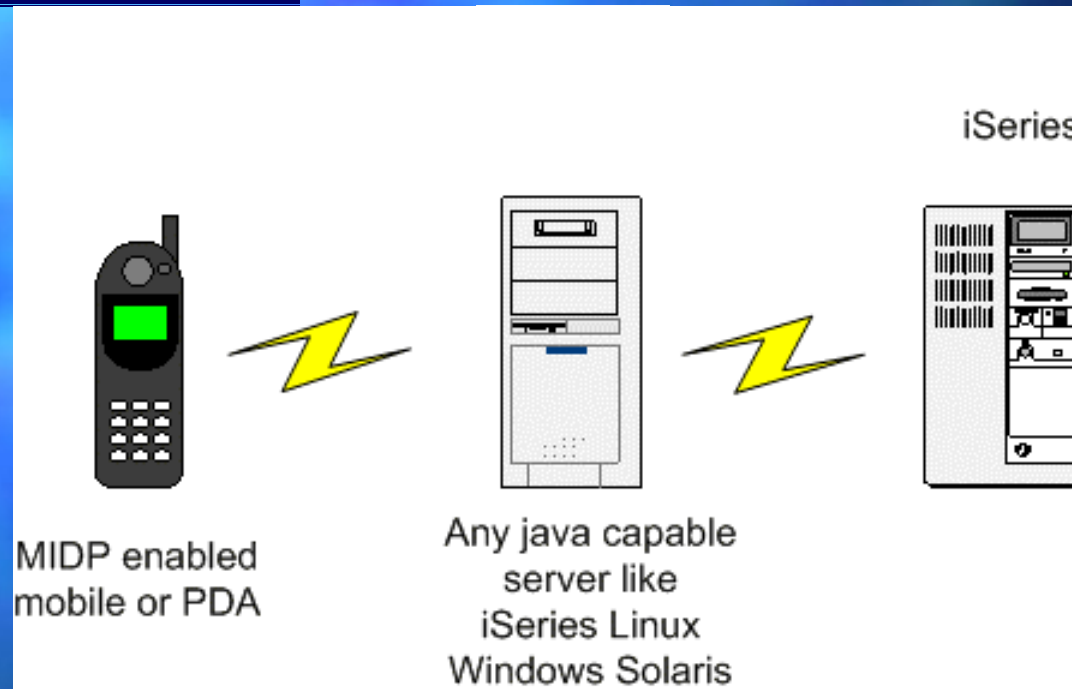 iSeries
MIDP enabled
mobile or PDA
Any java capable
server like
iSeries Linux
Windows Solaris